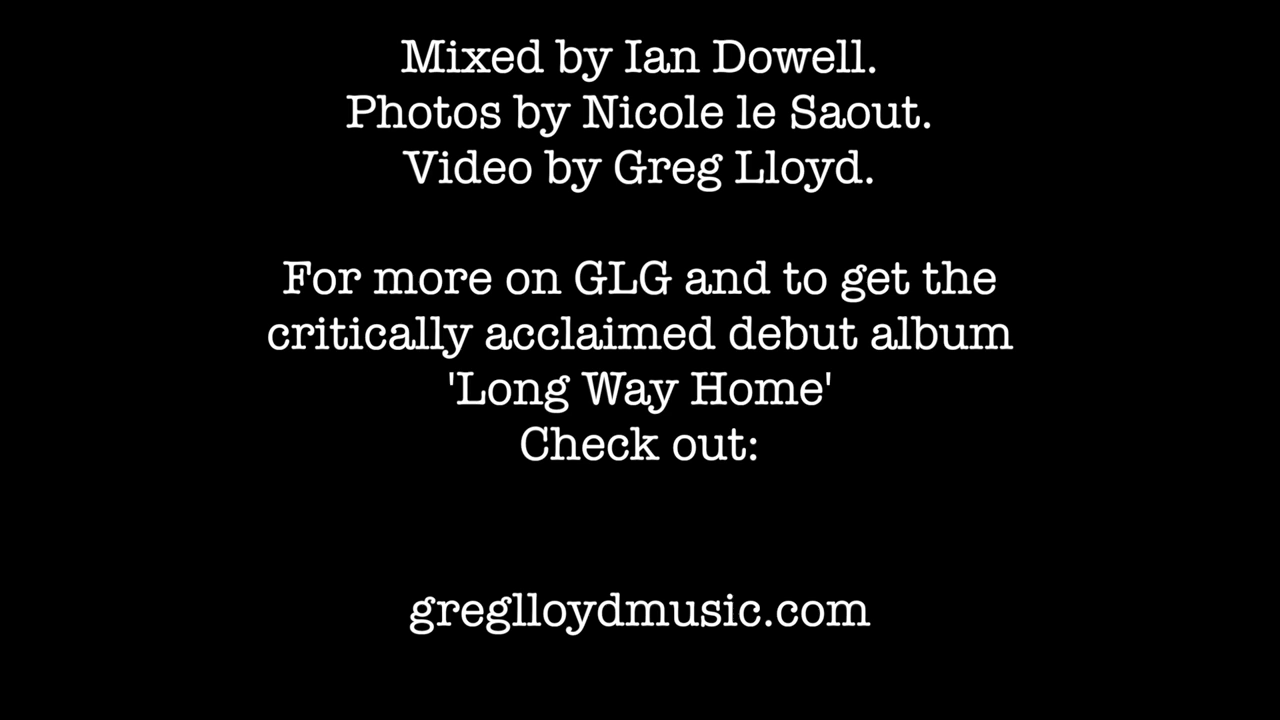 Mixed by Ian Dowell.
Photos by Nicole le Saout.
Video by Greg Lloyd.
For more on GLG and to get the
critically acclaimed debut album
'Long Way Home'
Check out:
greglloydmusic.com